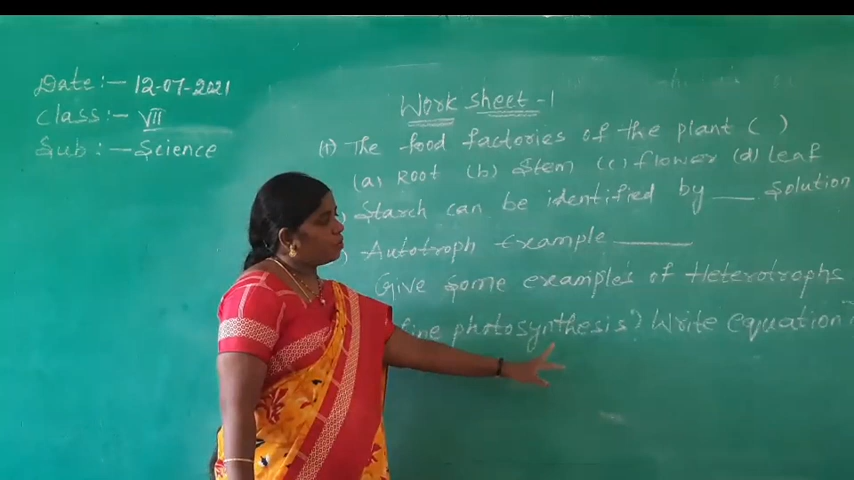 Date :- 12-07-2021
Class :- VII
Sub :- Science
Work Sheet -1
(1) The food factories of the plant ( )
(a) Root (b) Stem (c) flower (d) leaf
Starch can be identified by ___ solution
Autotroph Example ______
Give some examples of Heterotrophs
photosynthesis? Write equation?